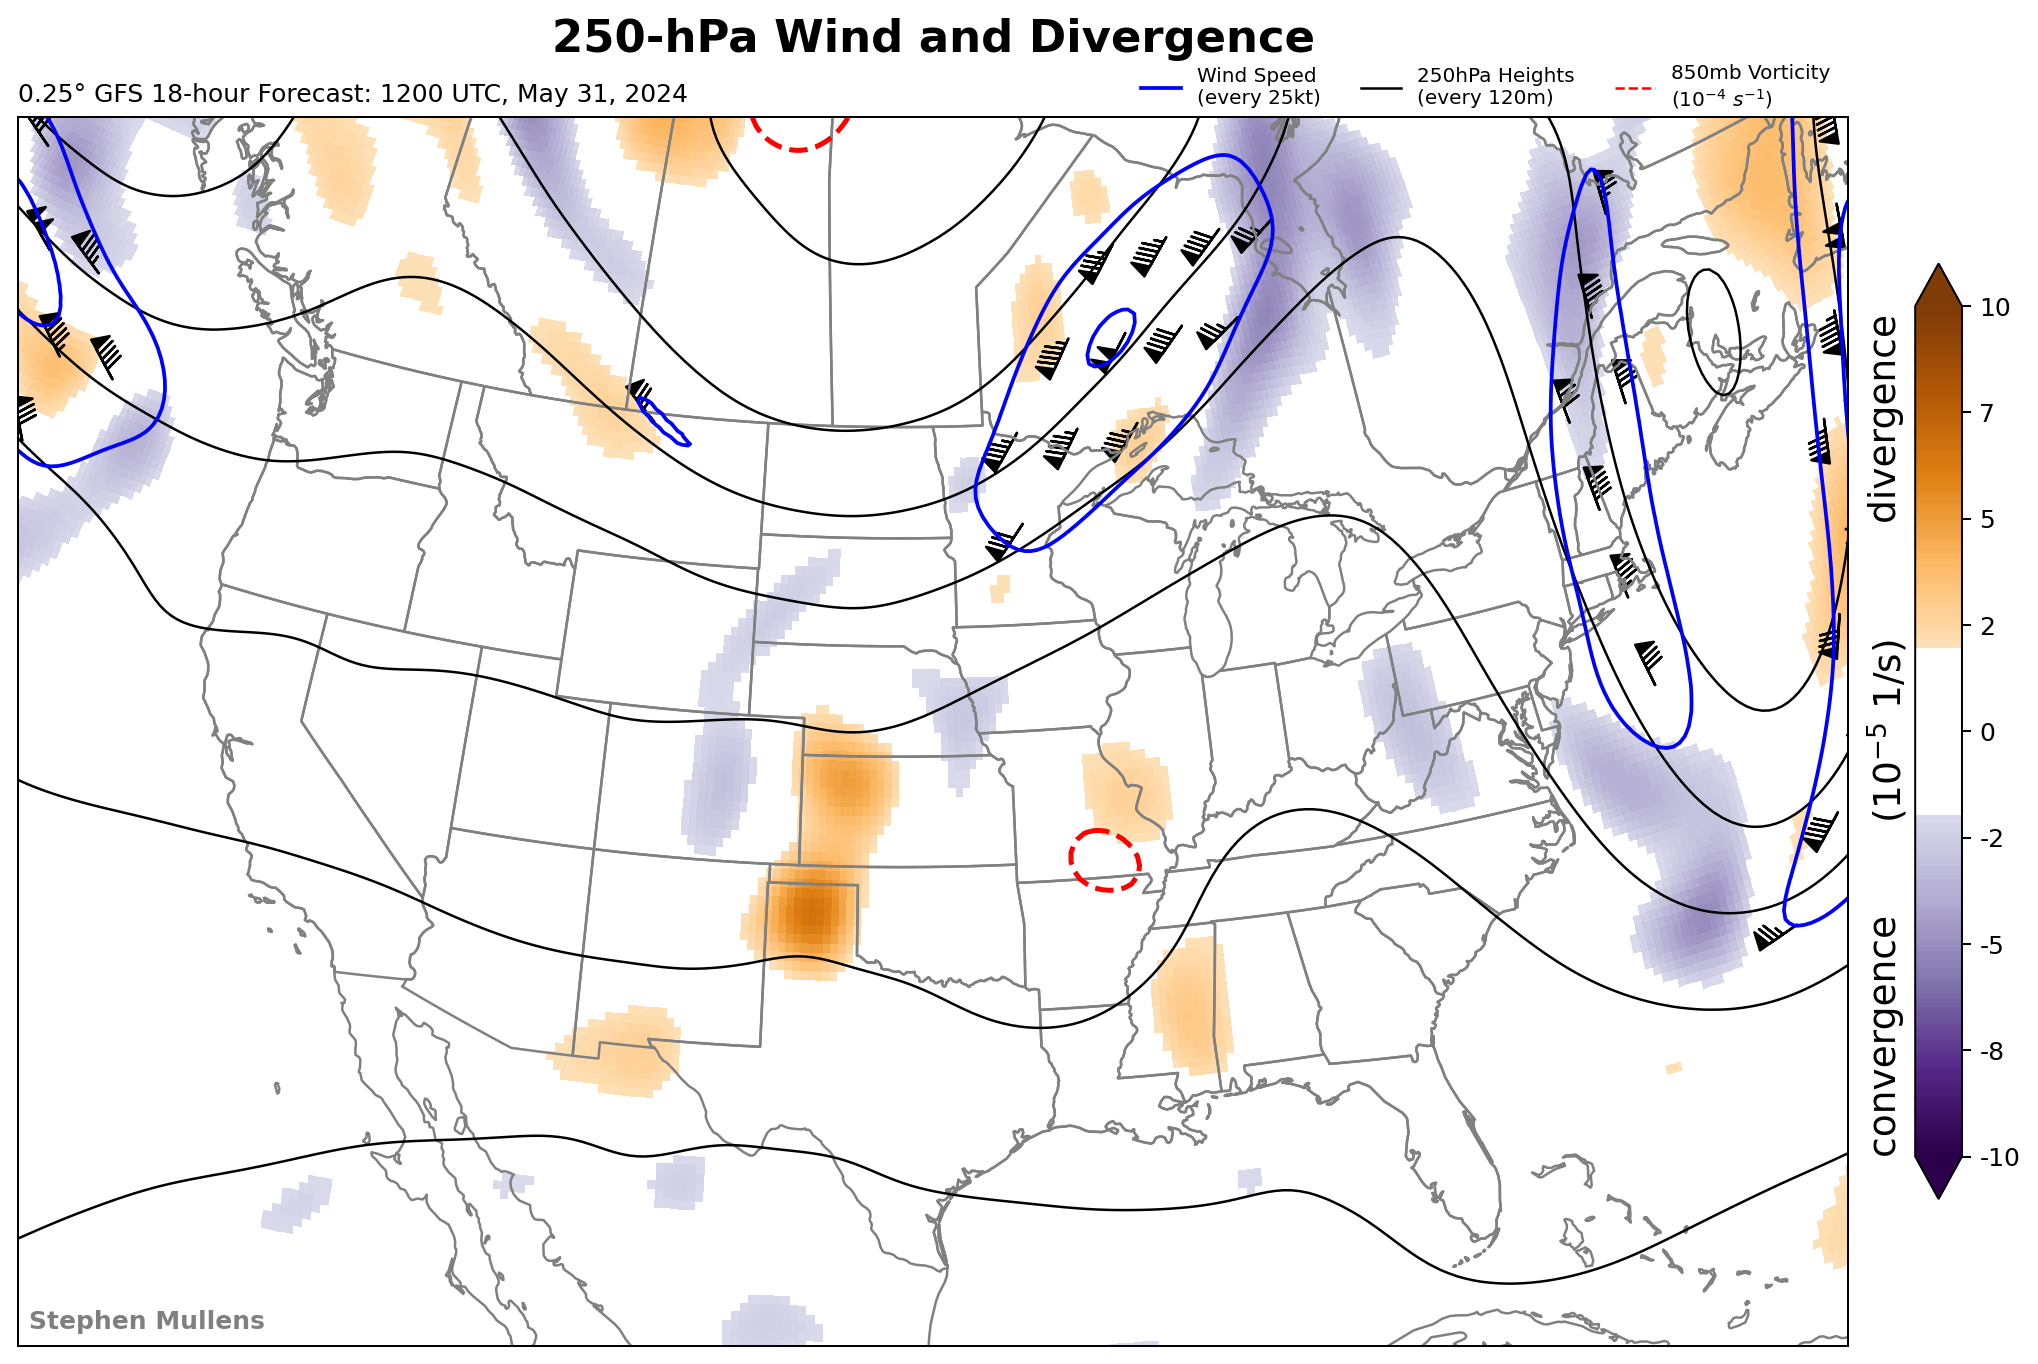 250-hPa Wind and Divergence
0.25° GFS 18-hour Forecast: 1200 UTC, May 31, 2024
Wind Speed
(every 25kt)
250hPa Heights
(every 120m)
850mb Vorticity
(10⁻⁴ s⁻¹)
10
7
5
2
0
-2
-5
-8
-10
convergence (10⁻⁵ 1/s) divergence
Stephen Mullens